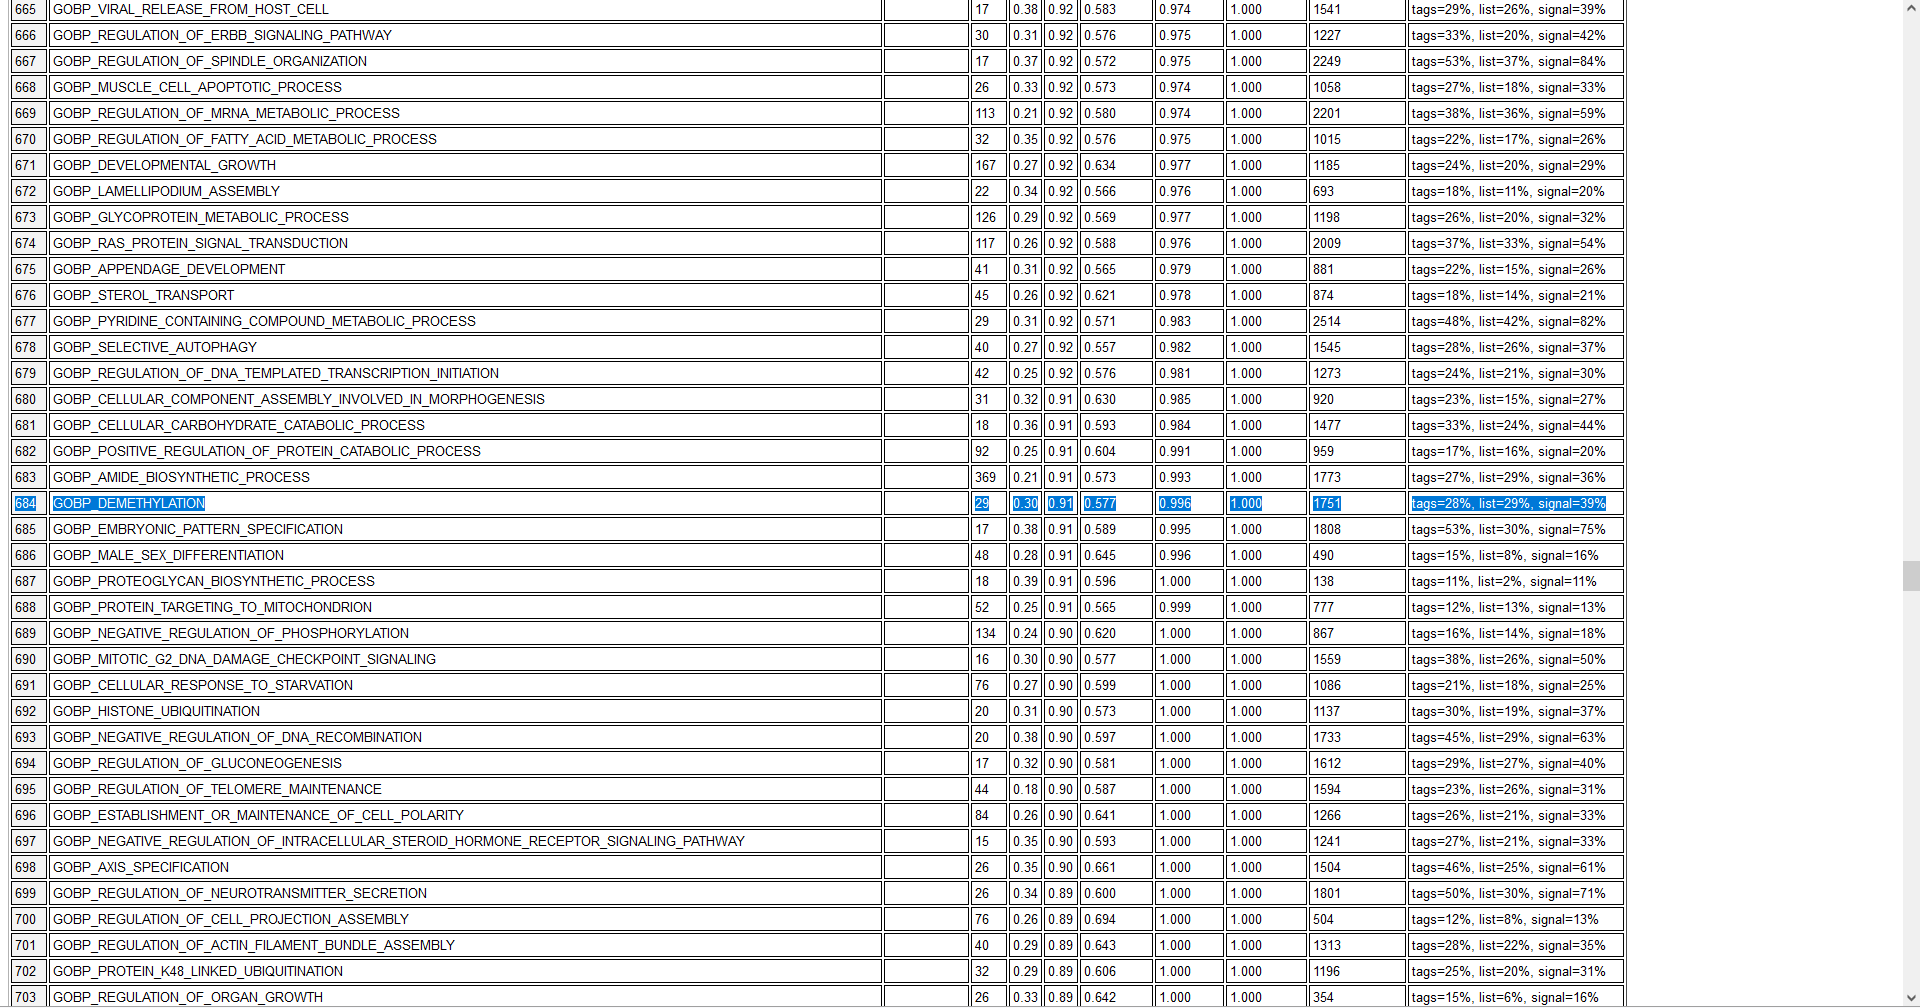 665 GOBP_VIRAL_RELEASE_FROM_HOST_CELL 17 0.38 0.92 0.583 0.974 1.000 1541 tags=29%, list=26%, signal=39%
666 GOBP_REGULATION_OF_ERBB_SIGNALING_PATHWAY 30 0.31 0.92 0.576 0.975 1.000 1227 tags=33%, list=20%, signal=42%
667 GOBP_REGULATION_OF_SPINDLE_ORGANIZATION 17 0.37 0.92 0.572 0.975 1.000 2249 tags=53%, list=37%, signal=84%
668 GOBP_MUSCLE_CELL_APOPTOTIC_PROCESS 26 0.33 0.92 0.573 0.974 1.000 1058 tags=27%, list=18%, signal=33%
669 GOBP_REGULATION_OF_MRNA_METABOLIC_PROCESS 113 0.21 0.92 0.580 0.974 1.000 2201 tags=38%, list=36%, signal=59%
670 GOBP_REGULATION_OF_FATTY_ACID_METABOLIC_PROCESS 32 0.35 0.92 0.576 0.975 1.000 1015 tags=22%, list=17%, signal=26%
671 GOBP_DEVELOPMENTAL_GROWTH 167 0.27 0.92 0.634 0.977 1.000 1185 tags=24%, list=20%, signal=29%
672 GOBP_LAMELLIPODIUM_ASSEMBLY 22 0.34 0.92 0.566 0.976 1.000 693 tags=18%, list=11%, signal=20%
673 GOBP_GLYCOPROTEIN_METABOLIC_PROCESS 126 0.29 0.92 0.569 0.977 1.000 1198 tags=26%, list=20%, signal=32%
674 GOBP_RAS_PROTEIN_SIGNAL_TRANSDUCTION 117 0.26 0.92 0.588 0.976 1.000 2009 tags=37%, list=33%, signal=54%
675 GOBP_APPENDAGE_DEVELOPMENT 41 0.31 0.92 0.565 0.979 1.000 881 tags=22%, list=15%, signal=26%
676 GOBP_STEROL_TRANSPORT 45 0.26 0.92 0.621 0.978 1.000 874 tags=18%, list=14%, signal=21%
677 GOBP_PYRIDINE_CONTAINING_COMPOUND_METABOLIC_PROCESS 29 0.31 0.92 0.571 0.983 1.000 2514 tags=48%, list=42%, signal=82%
678 GOBP_SELECTIVE_AUTOPHAGY 40 0.27 0.92 0.557 0.982 1.000 1545 tags=28%, list=26%, signal=37%
679 GOBP_REGULATION_OF_DNA_TEMPLATED_TRANSCRIPTION_INITIATION 42 0.25 0.92 0.576 0.981 1.000 1273 tags=24%, list=21%, signal=30%
680 GOBP_CELLULAR_COMPONENT_ASSEMBLY_INVOLVED_IN_MORPHOGENESIS 31 0.32 0.91 0.630 0.985 1.000 920 tags=23%, list=15%, signal=27%
681 GOBP_CELLULAR_CARBOHYDRATE_CATABOLIC_PROCESS 18 0.36 0.91 0.593 0.984 1.000 1477 tags=33%, list=24%, signal=44%
682 GOBP_POSITIVE_REGULATION_OF_PROTEIN_CATABOLIC_PROCESS 92 0.25 0.91 0.604 0.991 1.000 959 tags=17%, list=16%, signal=20%
683 GOBP_AMIDE_BIOSYNTHETIC_PROCESS 369 0.21 0.91 0.573 0.993 1.000 1773 tags=27%, list=29%, signal=36%
684 GOBP_DEMETHYLATION 29 0.30 0.91 0.577 0.996 1.000 1751 tags=28%, list=29%, signal=39%
685 GOBP_EMBRYONIC_PATTERN_SPECIFICATION 17 0.38 0.91 0.589 0.995 1.000 1808 tags=53%, list=30%, signal=75%
686 GOBP_MALE_SEX_DIFFERENTIATION 48 0.28 0.91 0.645 0.996 1.000 490 tags=15%, list=8%, signal=16%
687 GOBP_PROTEOGLYCAN_BIOSYNTHETIC_PROCESS 18 0.39 0.91 0.596 1.000 1.000 138 tags=11%, list=2%, signal=11%
688 GOBP_PROTEIN_TARGETING_TO_MITOCHONDRION 52 0.25 0.91 0.565 0.999 1.000 777 tags=12%, list=13%, signal=13%
689 GOBP_NEGATIVE_REGULATION_OF_PHOSPHORYLATION 134 0.24 0.90 0.620 1.000 1.000 867 tags=16%, list=14%, signal=18%
690 GOBP_MITOTIC_G2_DNA_DAMAGE_CHECKPOINT_SIGNALING 16 0.30 0.90 0.577 1.000 1.000 1559 tags=38%, list=26%, signal=50%
691 GOBP_CELLULAR_RESPONSE_TO_STARVATION 76 0.27 0.90 0.599 1.000 1.000 1086 tags=21%, list=18%, signal=25%
692 GOBP_HISTONE_UBIQUITINATION 20 0.31 0.90 0.573 1.000 1.000 1137 tags=30%, list=19%, signal=37%
693 GOBP_NEGATIVE_REGULATION_OF_DNA_RECOMBINATION 20 0.38 0.90 0.597 1.000 1.000 1733 tags=45%, list=29%, signal=63%
694 GOBP_REGULATION_OF_GLUCONEOGENESIS 17 0.32 0.90 0.581 1.000 1.000 1612 tags=29%, list=27%, signal=40%
695 GOBP_REGULATION_OF_TELOMERE_MAINTENANCE 44 0.18 0.90 0.587 1.000 1.000 1594 tags=23%, list=26%, signal=31%
696 GOBP_ESTABLISHMENT_OR_MAINTENANCE_OF_CELL_POLARITY 84 0.26 0.90 0.641 1.000 1.000 1266 tags=26%, list=21%, signal=33%
697 GOBP_NEGATIVE_REGULATION_OF_INTRACELLULAR_STEROID_HORMONE_RECEPTOR_SIGNALING_PATHWAY 15 0.35 0.90 0.593 1.000 1.000 1241 tags=27%, list=21%, signal=33%
698 GOBP_AXIS_SPECIFICATION 26 0.35 0.90 0.661 1.000 1.000 1504 tags=46%, list=25%, signal=61%
699 GOBP_REGULATION_OF_NEUROTRANSMITTER_SECRETION 26 0.34 0.89 0.600 1.000 1.000 1801 tags=50%, list=30%, signal=71%
700 GOBP_REGULATION_OF_CELL_PROJECTION_ASSEMBLY 76 0.26 0.89 0.694 1.000 1.000 504 tags=12%, list=8%, signal=13%
701 GOBP_REGULATION_OF_ACTIN_FILAMENT_BUNDLE_ASSEMBLY 40 0.29 0.89 0.643 1.000 1.000 1313 tags=28%, list=22%, signal=35%
702 GOBP_PROTEIN_K48_LINKED_UBIQUITINATION 32 0.29 0.89 0.606 1.000 1.000 1196 tags=25%, list=20%, signal=31%
703 GOBP_REGULATION_OF_ORGAN_GROWTH 26 0.33 0.89 0.642 1.000 1.000 354 tags=15%, list=6%, signal=16%